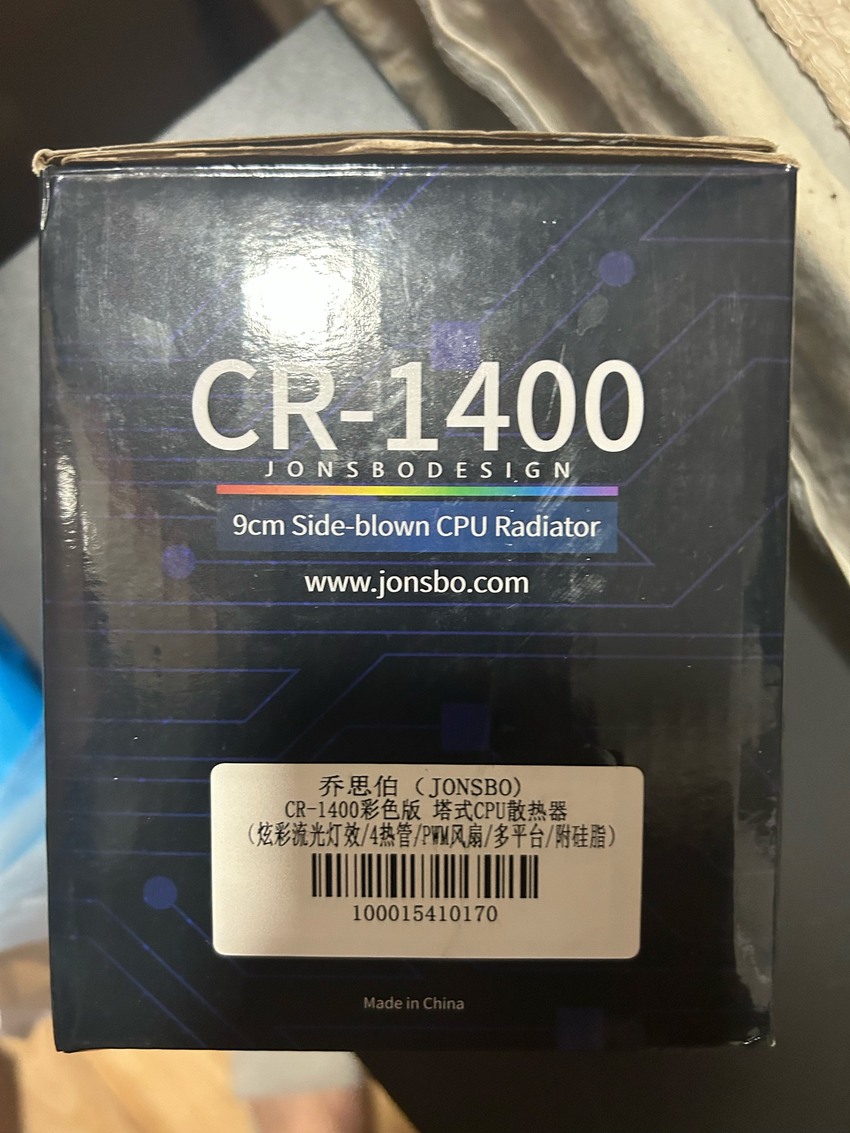 CR-1400
JONSBODESIGN
9cm Side-blown CPU Radiator
www.jonsbo.com
乔思伯（JONSBO）
CR-1400彩色版 塔式CPU散热器
（炫彩流光灯效/4热管/PWM风扇/多平台/附硅脂）
100015410170
Made in China